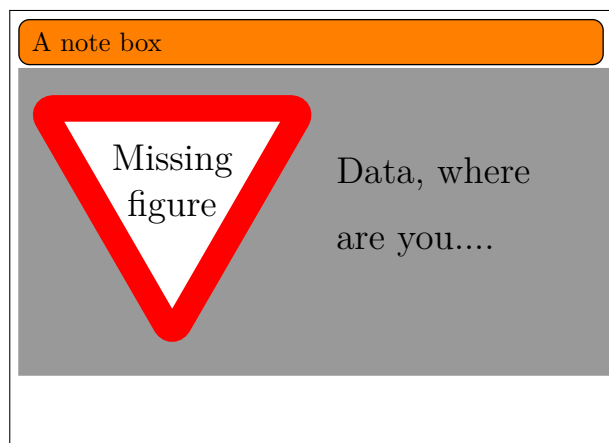 A note box
Missing
figure
Data, where
are you....